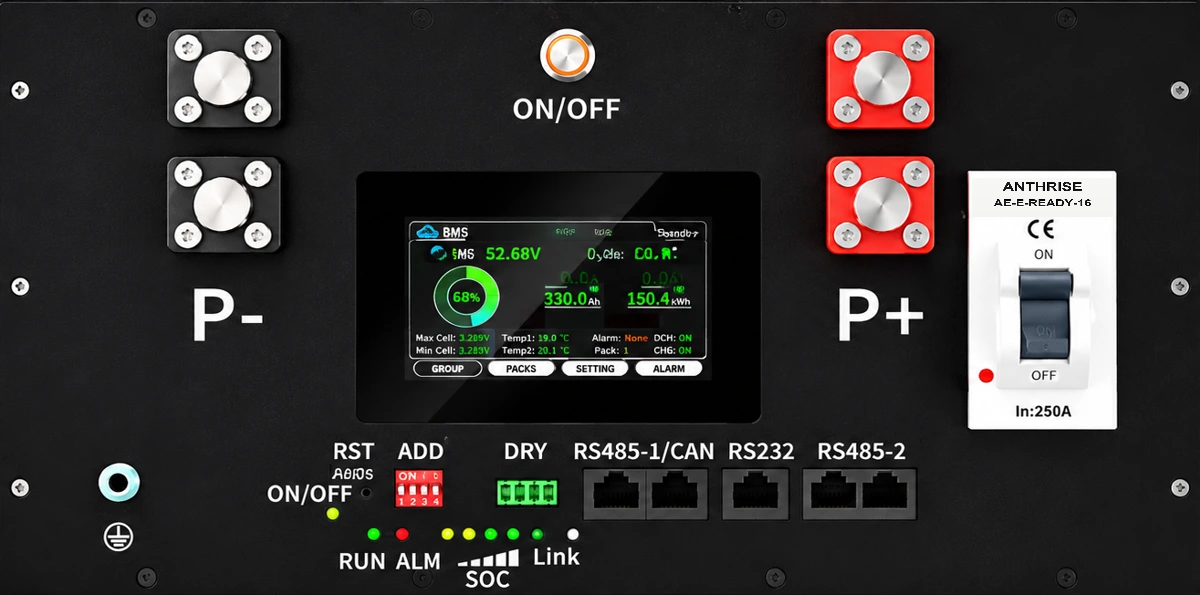 ON/OFF
P-
P+
BMS
52.68V
68%
330.0Ah
150.4kWh
Max Cell: 3.289V Temp1: 19.0 °C Alarm: None DCH: ON
Min Cell: 3.283V Temp2: 20.1 °C Pack: 1 CHG: ON
GROUP PACKS SETTING ALARM
ANTHRISE
AE-E-READY-16
CE
ON
OFF
In:250A
RST ADD DRY RS485-1/CAN RS232 RS485-2
ON/OFF
ON
1 2 3 4
RUN ALM SOC Link